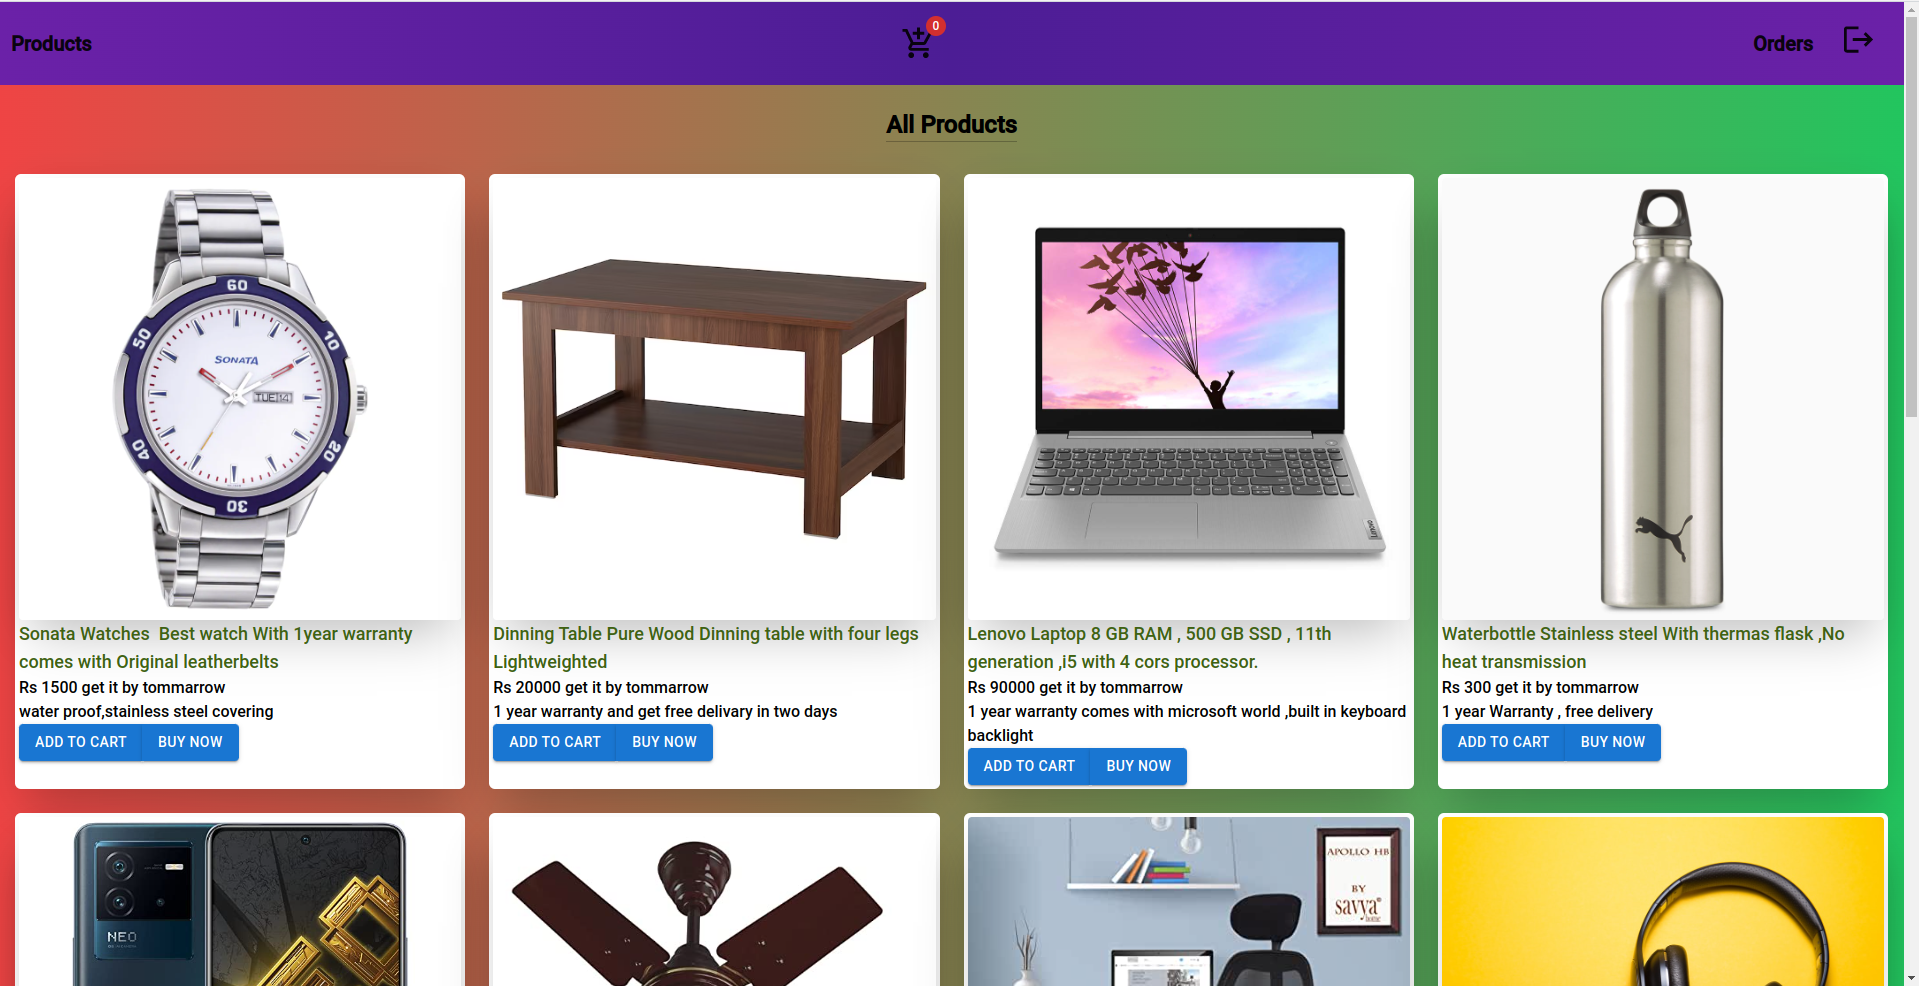 Products
0
Orders
All Products
60
10
20
30
40
50
SONATA
TUE 14
Lenovo
Sonata Watches  Best watch With 1year warranty
comes with Original leatherbelts
Rs 1500 get it by tommarrow
water proof,stainless steel covering
ADD TO CART BUY NOW
Dinning Table Pure Wood Dinning table with four legs
Lightweighted
Rs 20000 get it by tommarrow
1 year warranty and get free delivary in two days
ADD TO CART BUY NOW
Lenovo Laptop 8 GB RAM , 500 GB SSD , 11th
generation ,i5 with 4 cors processor.
Rs 90000 get it by tommarrow
1 year warranty comes with microsoft world ,built in keyboard
backlight
ADD TO CART BUY NOW
Waterbottle Stainless steel With thermas flask ,No
heat transmission
Rs 300 get it by tommarrow
1 year Warranty , free delivery
ADD TO CART BUY NOW
NEO
APOLLO HB
BY
savya
home